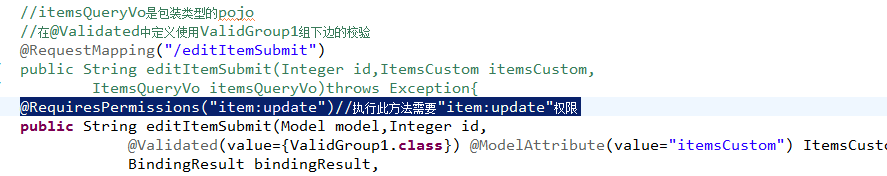 //itemsQueryVo是包装类型的pojo
//在@Validated中定义使用ValidGroup1组下边的校验
@RequestMapping("/editItemSubmit")
public String editItemSubmit(Integer id,ItemsCustom itemsCustom,
ItemsQueryVo itemsQueryVo)throws Exception{
@RequiresPermissions("item:update")//执行此方法需要"item:update"权限
public String editItemSubmit(Model model,Integer id,
@Validated(value={ValidGroup1.class}) @ModelAttribute(value="itemsCustom") ItemsCusto
BindingResult bindingResult,